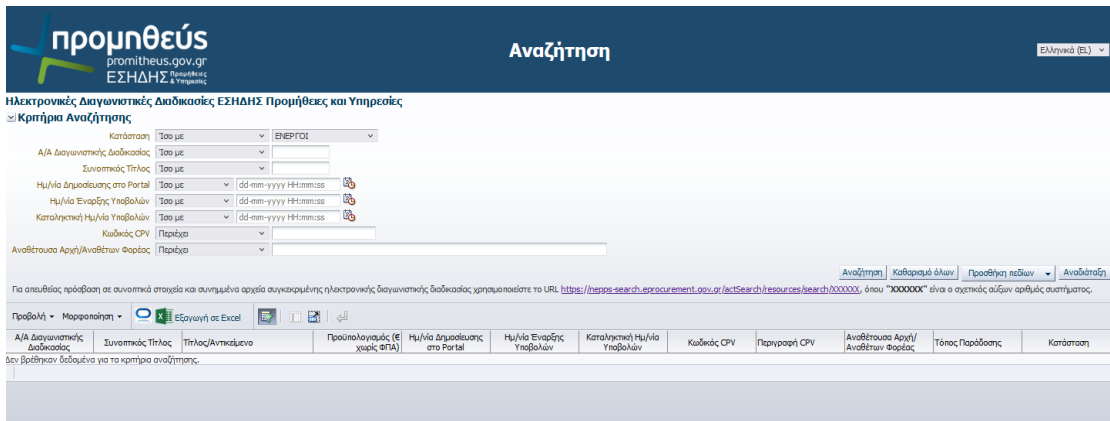 προμηθεύς
promitheus.gov.gr
ΕΣΗΔΗΣ Προμήθειες & Υπηρεσίες
Αναζήτηση
Ελληνικά (EL)
Ηλεκτρονικές Διαγωνιστικές Διαδικασίες ΕΣΗΔΗΣ Προμήθειες και Υπηρεσίες
Κριτήρια Αναζήτησης
Κατάσταση Ίσο με ΕΝΕΡΓΟΙ
Α/Α Διαγωνιστικής Διαδικασίας Ίσο με
Συνοπτικός Τίτλος Ίσο με
Ημ/νία Δημοσίευσης στο Portal Ίσο με dd-mm-yyyy HH:mm:ss
Ημ/νία Έναρξης Υποβολών Ίσο με dd-mm-yyyy HH:mm:ss
Καταληκτική Ημ/νία Υποβολών Ίσο με dd-mm-yyyy HH:mm:ss
Κωδικός CPV Περιέχει
Αναθέτουσα Αρχή/Αναθέτων Φορέας Περιέχει
Αναζήτηση Καθαρισμό όλων Προσθήκη πεδίων Αναδιάταξη
Για απευθείας πρόσβαση σε συνοπτικά στοιχεία και συνημμένα αρχεία συγκεκριμένης ηλεκτρονικής διαγωνιστικής διαδικασίας χρησιμοποιείστε το URL https://nepps-search.eprocurement.gov.gr/actSearch/resources/search/XXXXXX, όπου "XXXXXX" είναι ο σχετικός αύξων αριθμός συστήματος.
Προβολή Μορφοποίηση Εξαγωγή σε Excel
Α/Α Διαγωνιστικής Διαδικασίας Συνοπτικός Τίτλος Τίτλος/Αντικείμενο Προϋπολογισμός (€ χωρίς ΦΠΑ) Ημ/νία Δημοσίευσης στο Portal Ημ/νία Έναρξης Υποβολών Καταληκτική Ημ/νία Υποβολών Κωδικός CPV Περιγραφή CPV Αναθέτουσα Αρχή/Αναθέτων Φορέας Τόπος Παράδοσης Κατάσταση
Δεν βρέθηκαν δεδομένα για τα κριτήρια αναζήτησης.